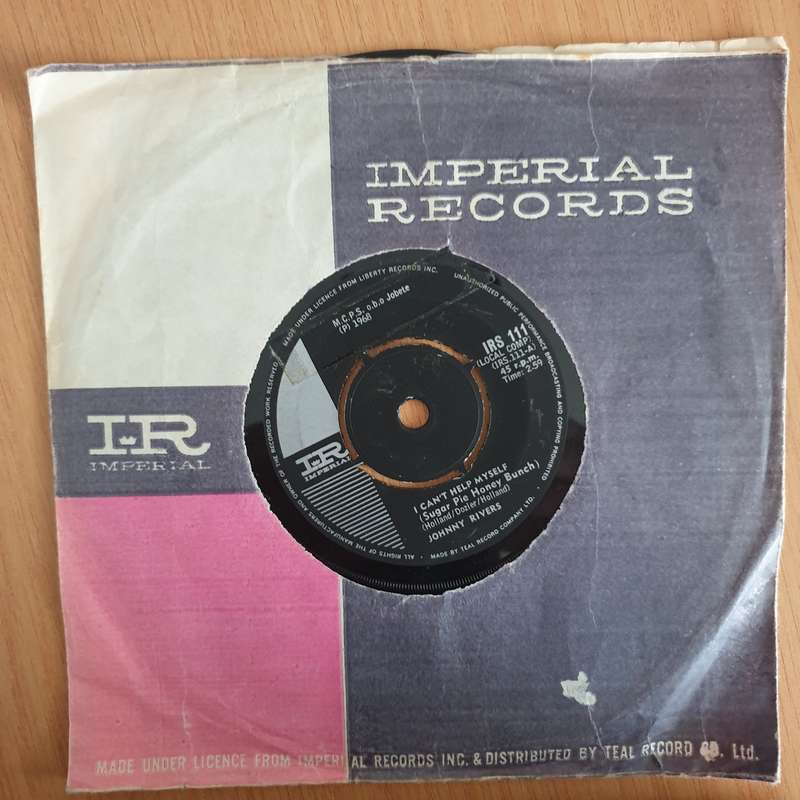 IMPERIAL
RECORDS
IR
IMPERIAL
MADE UNDER LICENCE FROM LIBERTY RECORDS INC.
UNAUTHORIZED PUBLIC PERFORMANCE BROADCASTING AND COPYING PROHIBITED
M.C.P.S. o.b.o Jobete
(P) 1968
IRS 111
(LOCAL COMP)
(IRS.111-A)
45 r.p.m.
Time: 2.59
IR
IMPERIAL
I CAN'T HELP MYSELF
(Sugar Pie Honey Bunch)
(Holland/Dozier/Holland)
JOHNNY RIVERS
ALL RIGHTS OF THE MANUFACTURERS AND OWNER OF THE RECORDED WORK RESERVED
• MADE BY TEAL RECORD COMPANY LTD.
MADE UNDER LICENCE FROM IMPERIAL RECORDS INC. & DISTRIBUTED BY TEAL RECORD CO. Ltd.